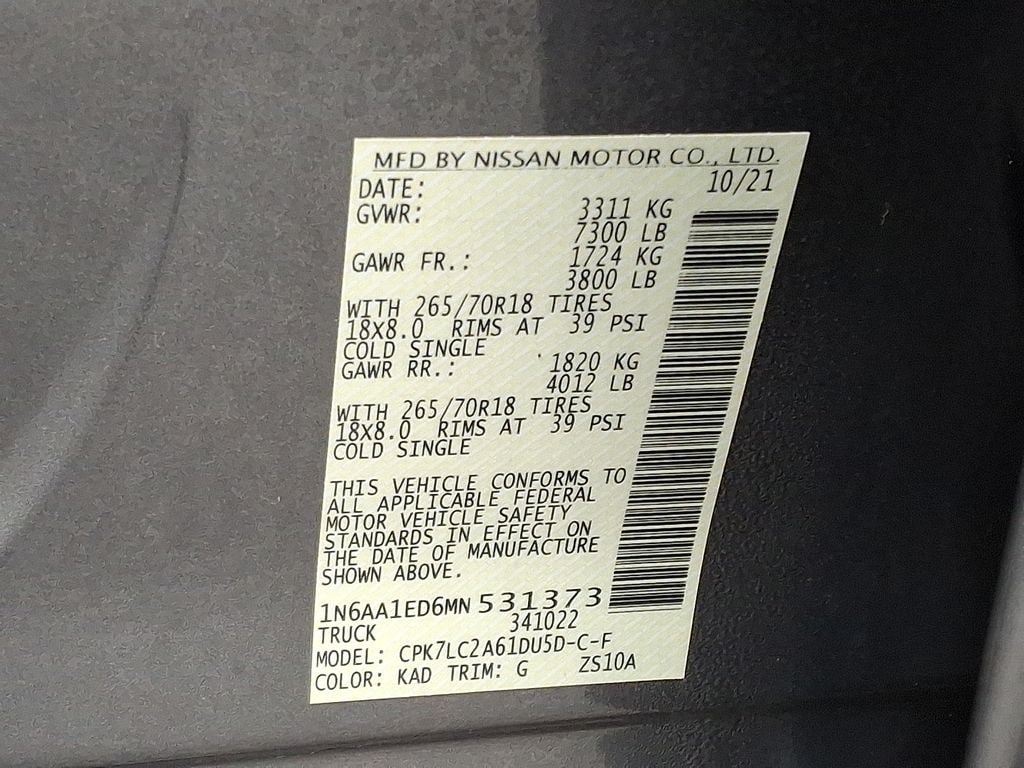 MFD BY NISSAN MOTOR CO., LTD.
DATE: 10/21
GVWR: 3311 KG
7300 LB
GAWR FR.: 1724 KG
3800 LB
WITH 265/70R18 TIRES
18X8.0 RIMS AT 39 PSI
COLD SINGLE
GAWR RR.: 1820 KG
4012 LB
WITH 265/70R18 TIRES
18X8.0 RIMS AT 39 PSI
COLD SINGLE
THIS VEHICLE CONFORMS TO
ALL APPLICABLE FEDERAL
MOTOR VEHICLE SAFETY
STANDARDS IN EFFECT ON
THE DATE OF MANUFACTURE
SHOWN ABOVE.
1N6AA1ED6MN531373
TRUCK 341022
MODEL: CPK7LC2A61DU5D-C-F
COLOR: KAD TRIM: G ZS10A